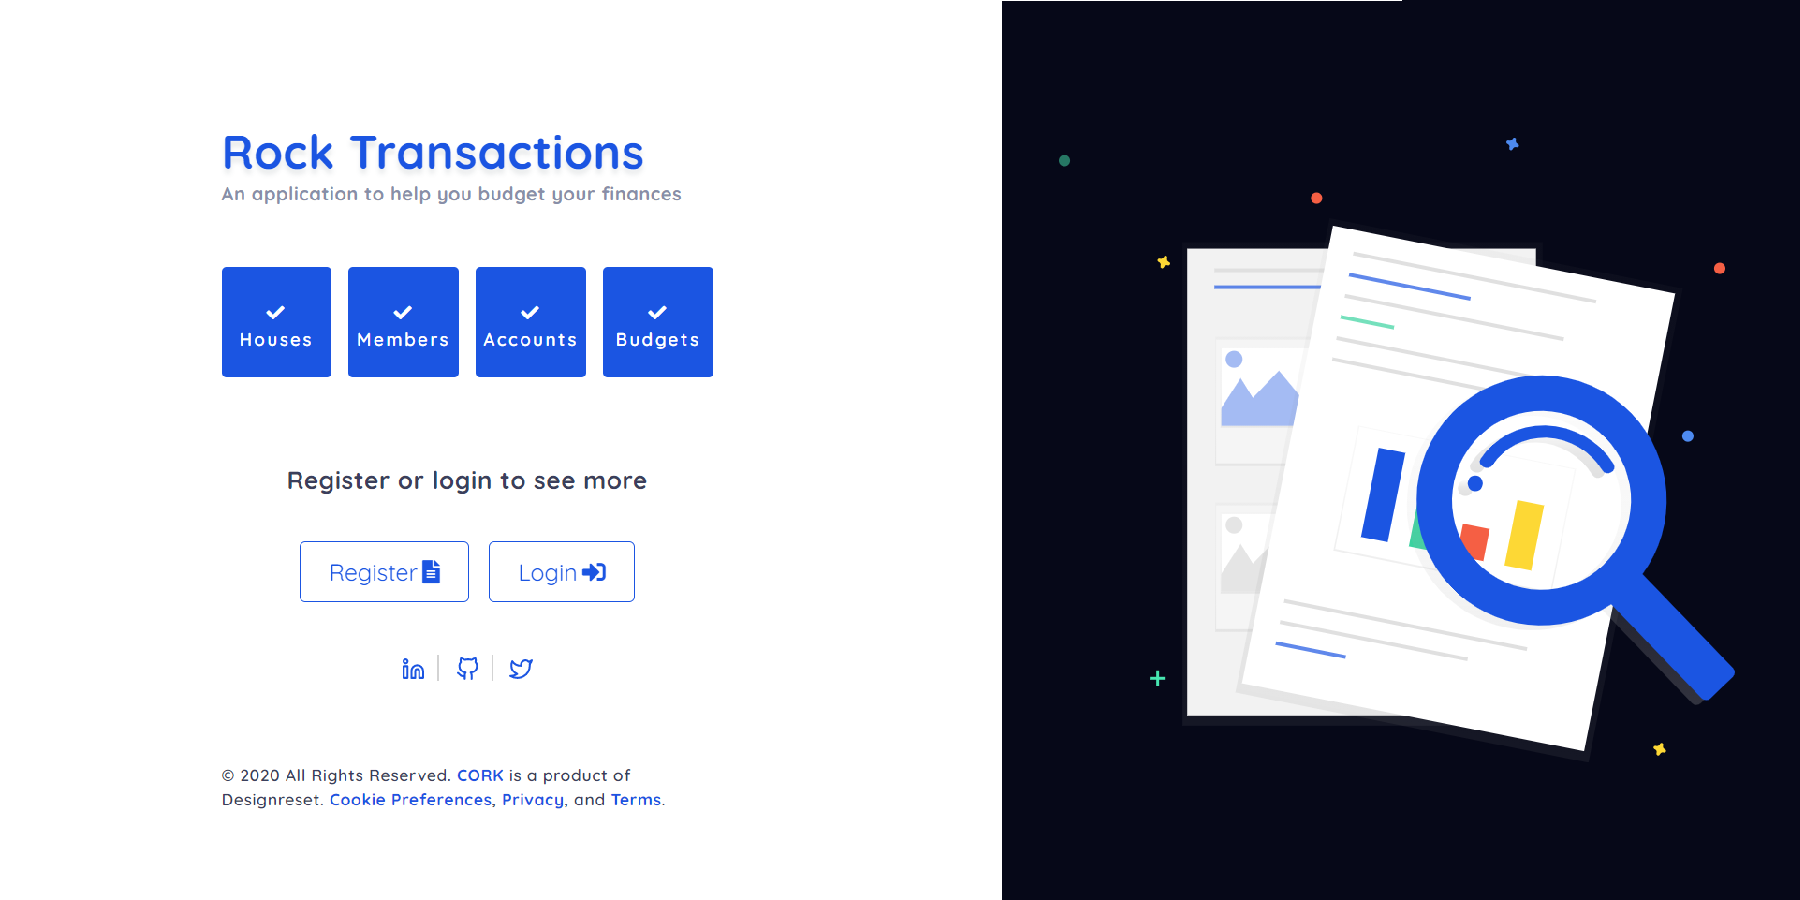 Rock Transactions
An application to help you budget your finances
Houses
Members
Accounts
Budgets
Register or login to see more
Register
Login
© 2020 All Rights Reserved. CORK is a product of
Designreset. Cookie Preferences, Privacy, and Terms.